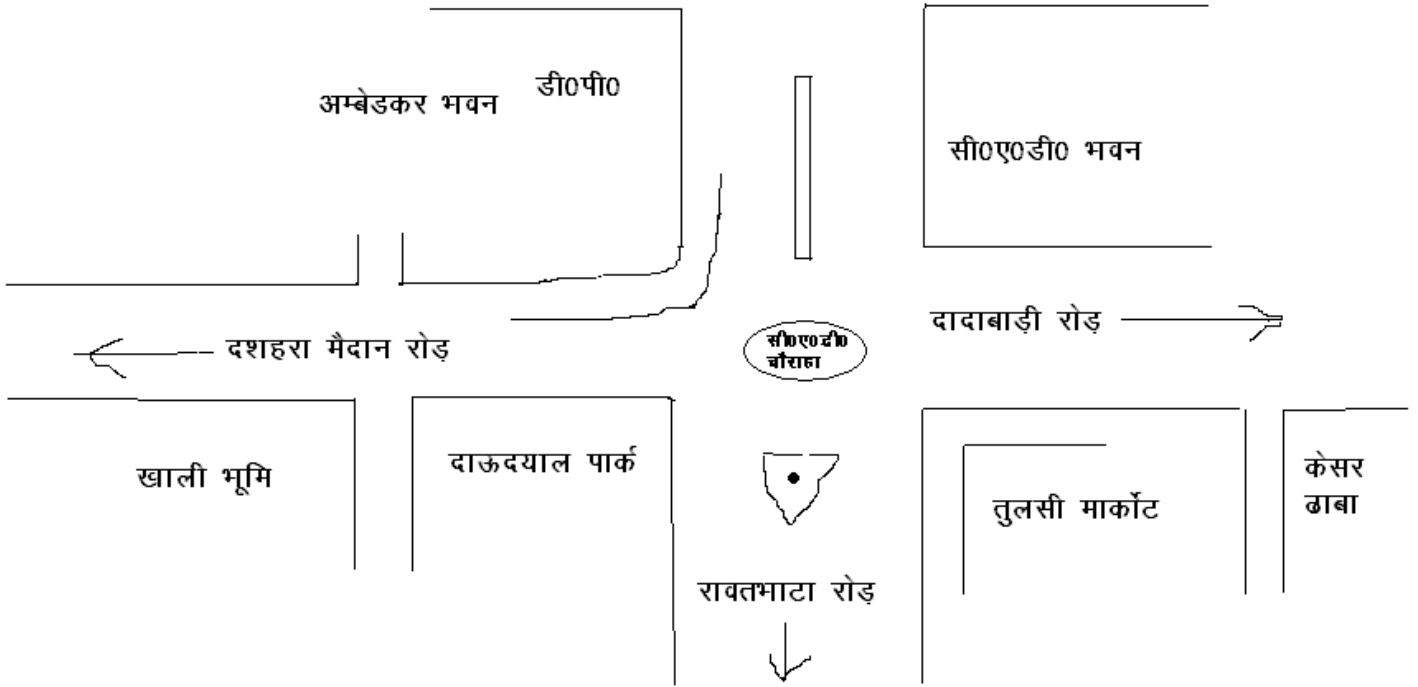 डी0पी0
अम्बेडकर भवन
सी0ए0डी0 भवन
दादाबाड़ी रोड़
दशहरा मैदान रोड़
सी0ए0डी0
चौराहा
खाली भूमि
दाऊदयाल पार्क
तुलसी मार्केाट
केसर
ढाबा
रावतभाटा रोड़